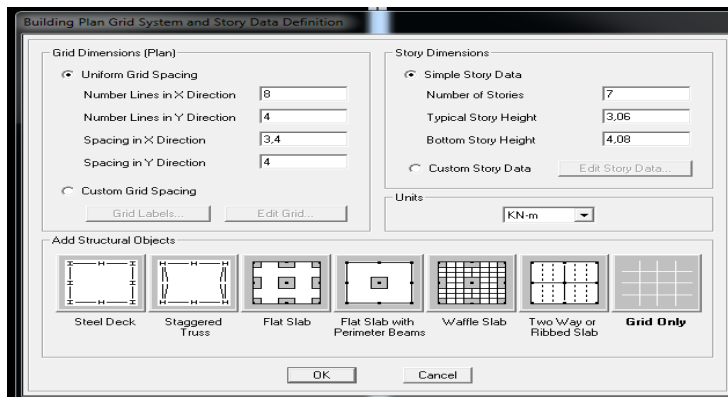 Building Plan Grid System and Story Data Definition
Grid Dimensions (Plan)
Uniform Grid Spacing
Number Lines in X Direction 8
Number Lines in Y Direction 4
Spacing in X Direction 3,4
Spacing in Y Direction 4
Custom Grid Spacing
Grid Labels... Edit Grid...
Story Dimensions
Simple Story Data
Number of Stories 7
Typical Story Height 3,06
Bottom Story Height 4,08
Custom Story Data Edit Story Data...
Units
KN-m
Add Structural Objects
Steel Deck
Staggered Truss
Flat Slab
Flat Slab with Perimeter Beams
Waffle Slab
Two Way or Ribbed Slab
Grid Only
OK Cancel